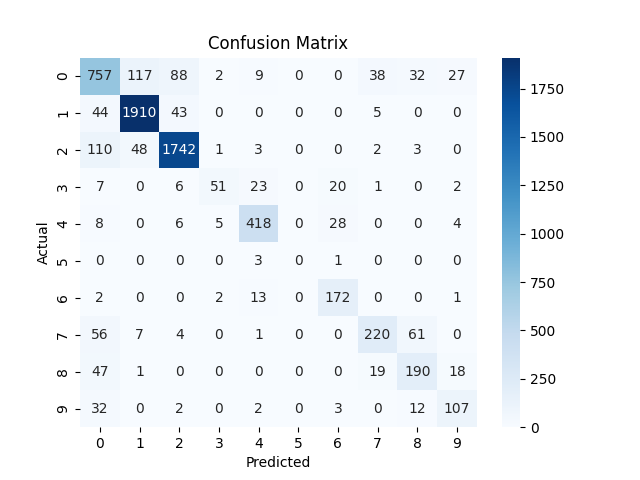 Confusion Matrix
0 757 117 88 2 9 0 0 38 32 27
1 44 1910 43 0 0 0 0 5 0 0
2 110 48 1742 1 3 0 0 2 3 0
3 7 0 6 51 23 0 20 1 0 2
4 8 0 6 5 418 0 28 0 0 4
5 0 0 0 0 3 0 1 0 0 0
6 2 0 0 2 13 0 172 0 0 1
7 56 7 4 0 1 0 0 220 61 0
8 47 1 0 0 0 0 0 19 190 18
9 32 0 2 0 2 0 3 0 12 107
0 1 2 3 4 5 6 7 8 9
Predicted
Actual
1750
1500
1250
1000
750
500
250
0